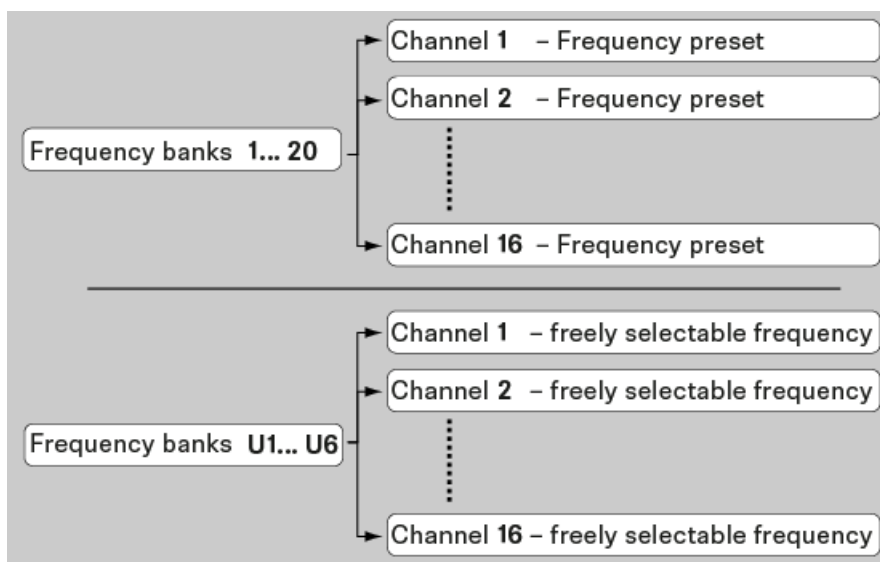 Channel 1 – Frequency preset
Channel 2 – Frequency preset
Frequency banks 1... 20
Channel 16 – Frequency preset
Channel 1 – freely selectable frequency
Channel 2 – freely selectable frequency
Frequency banks U1... U6
Channel 16 – freely selectable frequency